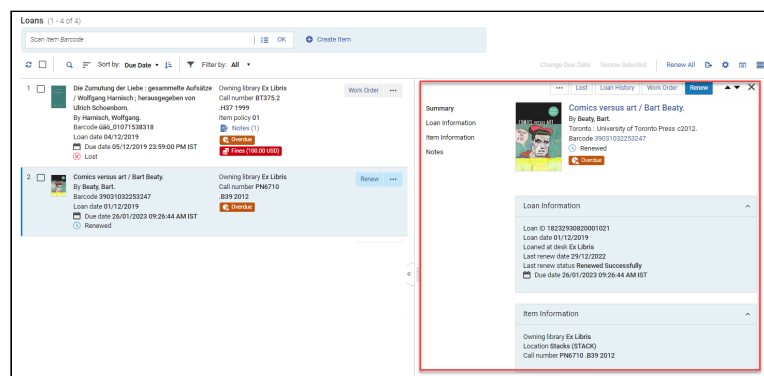 Loans (1 - 4 of 4)
Scan Item Barcode
OK
Create Item
Sort by: Due Date
Filter by: All
Change Due Date Renew Selected Renew All
1
Die Zumutung der Liebe : gesammelte Aufsätze
/ Wolfgang Harnisch ; herausgegeben von
Ulrich Schoenborn.
By Harnisch, Wolfgang.
Barcode üäö_01071538318
Loan date 04/12/2019
Due date 05/12/2019 23:59:00 PM IST
Lost
Owning library Ex Libris
Call number BT375.2
.H37 1999
Item policy 01
Notes (1)
Overdue
Fines (100.00 USD)
Work Order
2
Comics versus art / Bart Beaty.
By Beaty, Bart.
Barcode 39031032253247
Loan date 01/12/2019
Due date 26/01/2023 09:26:44 AM IST
Renewed
Owning library Ex Libris
Call number PN6710
.B39 2012
Overdue
Renew
Lost Loan History Work Order Renew
Summary
Loan Information
Item Information
Notes
COMICS VERSUS ART
Comics versus art / Bart Beaty.
By Beaty, Bart.
Toronto : University of Toronto Press c2012.
Barcode 39031032253247
Renewed
Overdue
Loan Information
Loan ID 18232930820001021
Loan date 01/12/2019
Loaned at desk Ex Libris
Last renew date 29/12/2022
Last renew status Renewed Successfully
Due date 26/01/2023 09:26:44 AM IST
Item Information
Owning library Ex Libris
Location Stacks (STACK)
Call number PN6710 .B39 2012